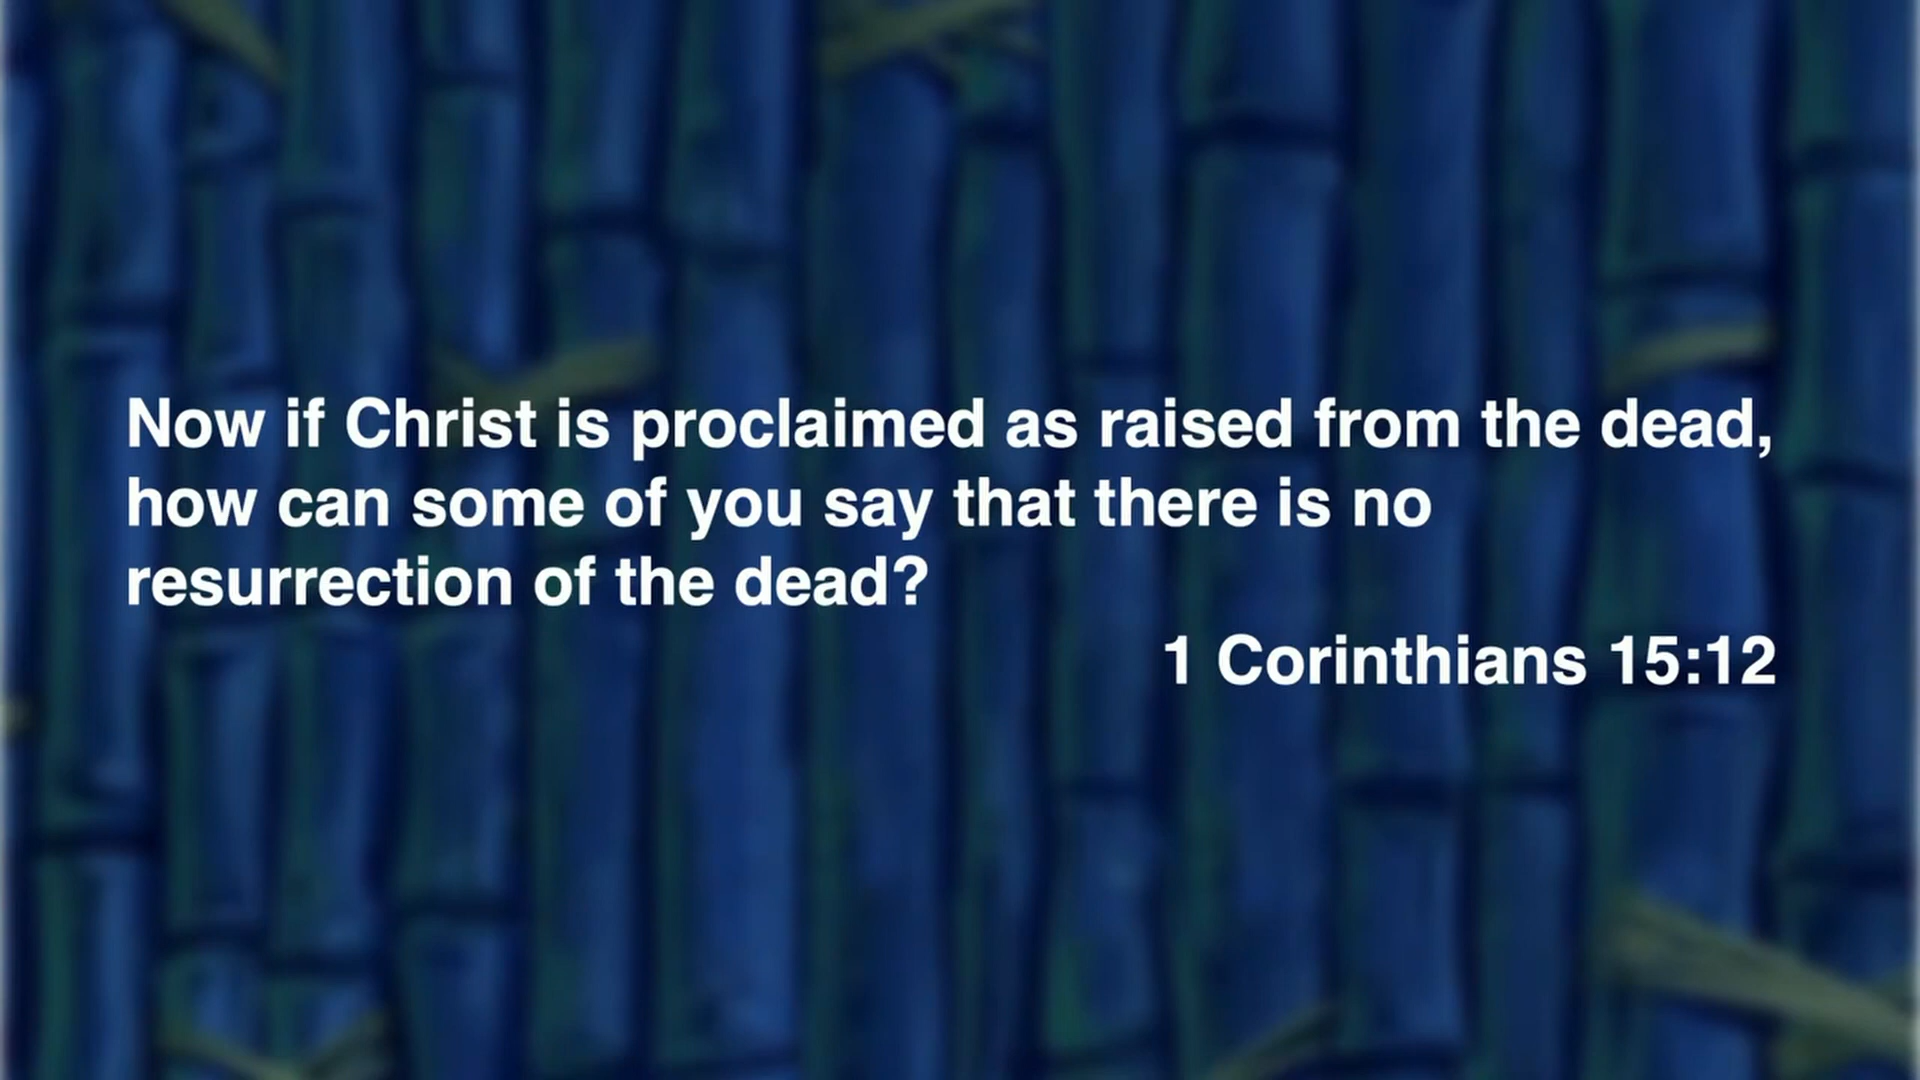 Now if Christ is proclaimed as raised from the dead,
how can some of you say that there is no
resurrection of the dead?
1 Corinthians 15:12